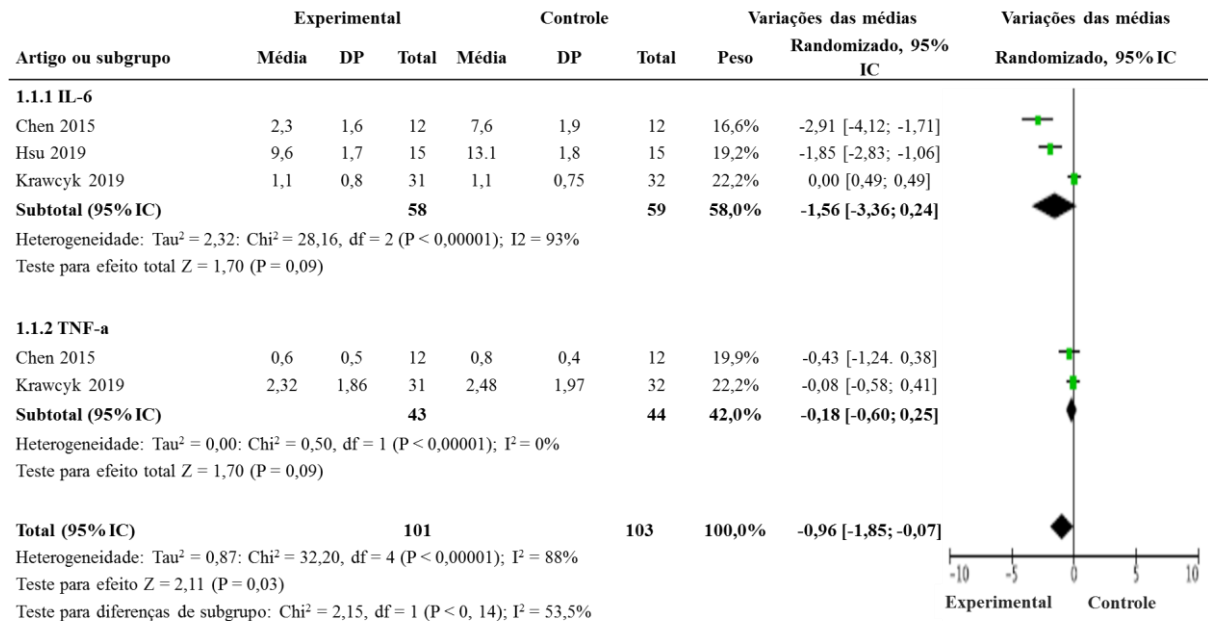 Experimental Controle Variações das médias Variações das médias
Artigo ou subgrupo Média DP Total Média DP Total Peso Randomizado, 95% IC Randomizado, 95% IC
1.1.1 IL-6
Chen 2015 2,3 1,6 12 7,6 1,9 12 16,6% -2,91 [-4,12; -1,71]
Hsu 2019 9,6 1,7 15 13.1 1,8 15 19,2% -1,85 [-2,83; -1,06]
Krawcyk 2019 1,1 0,8 31 1,1 0,75 32 22,2% 0,00 [0,49; 0,49]
Subtotal (95% IC) 58 59 58,0% -1,56 [-3,36; 0,24]
Heterogeneidade: Tau² = 2,32: Chi² = 28,16, df = 2 (P < 0,00001); I2 = 93%
Teste para efeito total Z = 1,70 (P = 0,09)
1.1.2 TNF-a
Chen 2015 0,6 0,5 12 0,8 0,4 12 19,9% -0,43 [-1,24. 0,38]
Krawcyk 2019 2,32 1,86 31 2,48 1,97 32 22,2% -0,08 [-0,58; 0,41]
Subtotal (95% IC) 43 44 42,0% -0,18 [-0,60; 0,25]
Heterogeneidade: Tau² = 0,00: Chi² = 0,50, df = 1 (P < 0,00001); I² = 0%
Teste para efeito total Z = 1,70 (P = 0,09)
Total (95% IC) 101 103 100,0% -0,96 [-1,85; -0,07]
Heterogeneidade: Tau² = 0,87: Chi² = 32,20, df = 4 (P < 0,00001); I² = 88%
Teste para efeito Z = 2,11 (P = 0,03)
Teste para diferenças de subgrupo: Chi² = 2,15, df = 1 (P < 0, 14); I² = 53,5%
-10 -5 0 5 10
Experimental Controle